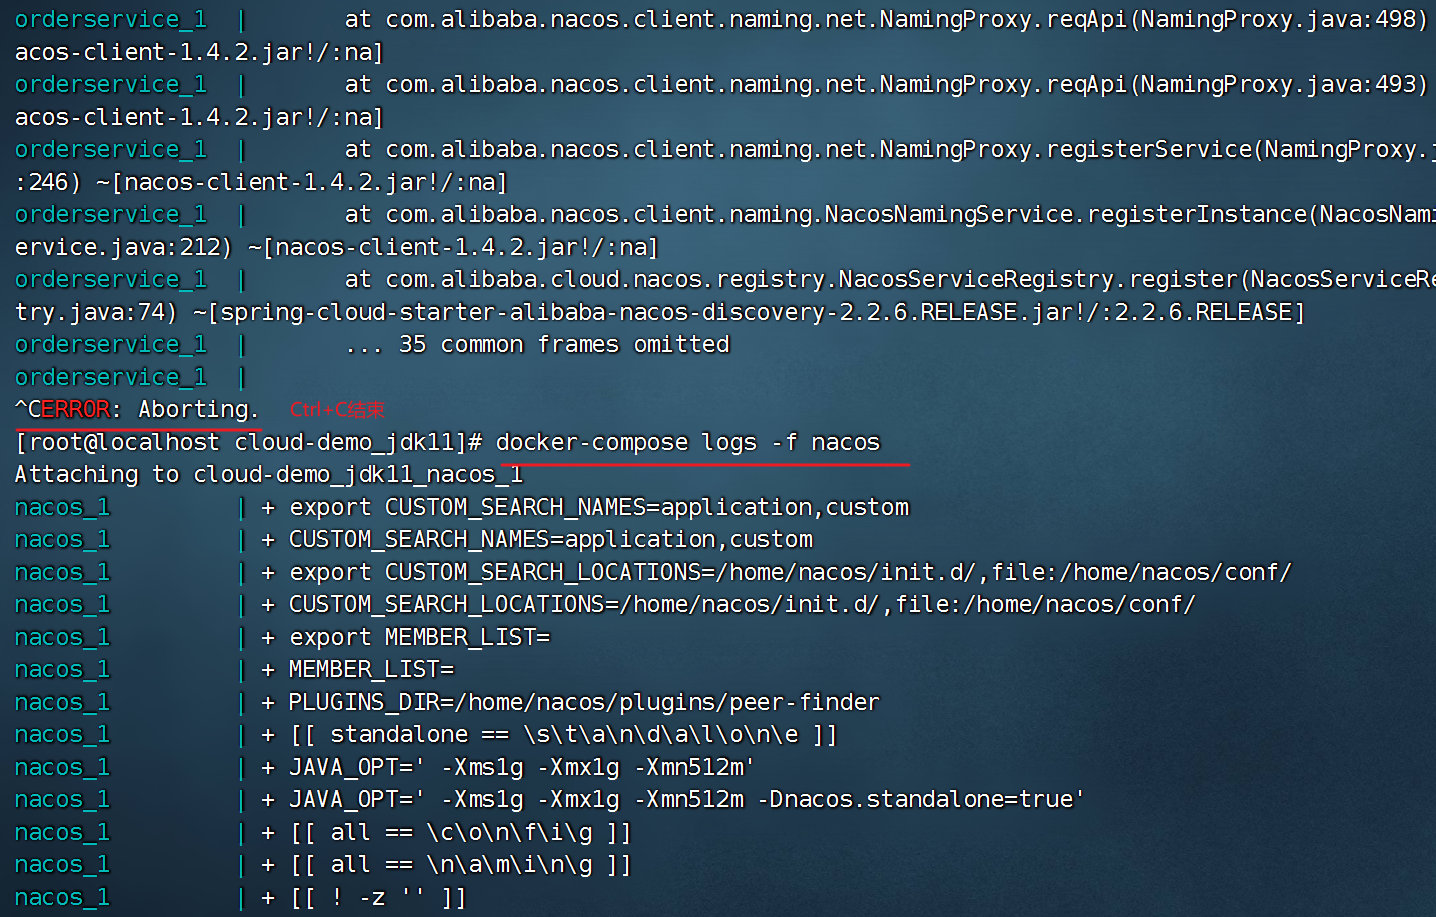 orderservice_1  |       at com.alibaba.nacos.client.naming.net.NamingProxy.reqApi(NamingProxy.java:498)
acos-client-1.4.2.jar!/:na]
orderservice_1  |       at com.alibaba.nacos.client.naming.net.NamingProxy.reqApi(NamingProxy.java:493)
acos-client-1.4.2.jar!/:na]
orderservice_1  |       at com.alibaba.nacos.client.naming.net.NamingProxy.registerService(NamingProxy.j
:246) ~[nacos-client-1.4.2.jar!/:na]
orderservice_1  |       at com.alibaba.nacos.client.naming.NacosNamingService.registerInstance(NacosNami
ervice.java:212) ~[nacos-client-1.4.2.jar!/:na]
orderservice_1  |       at com.alibaba.cloud.nacos.registry.NacosServiceRegistry.register(NacosServiceRe
try.java:74) ~[spring-cloud-starter-alibaba-nacos-discovery-2.2.6.RELEASE.jar!/:2.2.6.RELEASE]
orderservice_1  |       ... 35 common frames omitted
orderservice_1  |
^CERROR: Aborting. Ctrl+C结束
[root@localhost cloud-demo_jdk11]# docker-compose logs -f nacos
Attaching to cloud-demo_jdk11_nacos_1
nacos_1         | + export CUSTOM_SEARCH_NAMES=application,custom
nacos_1         | + CUSTOM_SEARCH_NAMES=application,custom
nacos_1         | + export CUSTOM_SEARCH_LOCATIONS=/home/nacos/init.d/,file:/home/nacos/conf/
nacos_1         | + CUSTOM_SEARCH_LOCATIONS=/home/nacos/init.d/,file:/home/nacos/conf/
nacos_1         | + export MEMBER_LIST=
nacos_1         | + MEMBER_LIST=
nacos_1         | + PLUGINS_DIR=/home/nacos/plugins/peer-finder
nacos_1         | + [[ standalone == \s\t\a\n\d\a\l\o\n\e ]]
nacos_1         | + JAVA_OPT=' -Xms1g -Xmx1g -Xmn512m'
nacos_1         | + JAVA_OPT=' -Xms1g -Xmx1g -Xmn512m -Dnacos.standalone=true'
nacos_1         | + [[ all == \c\o\n\f\i\g ]]
nacos_1         | + [[ all == \n\a\m\i\n\g ]]
nacos_1         | + [[ ! -z '' ]]